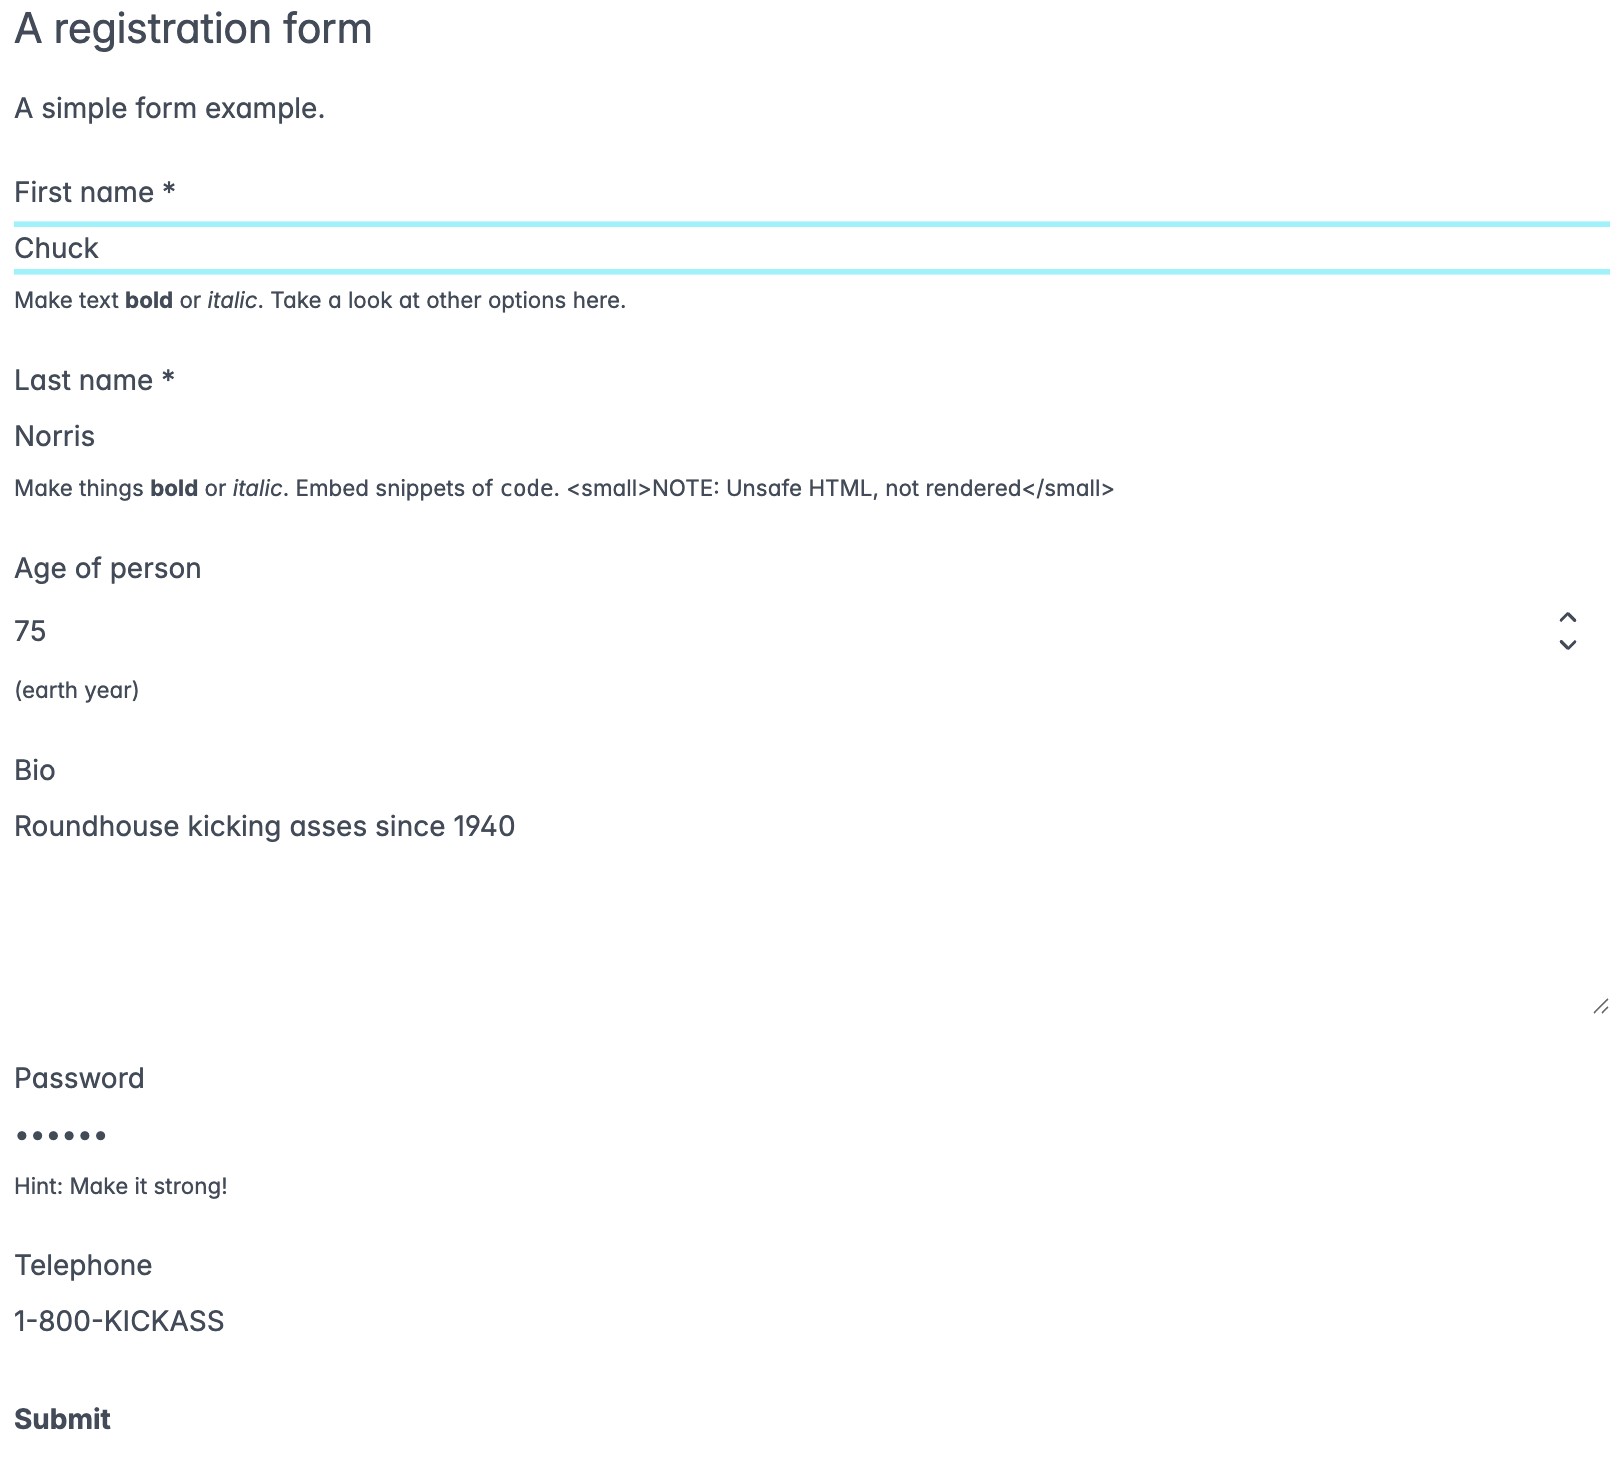 A registration form
A simple form example.
First name *
Chuck
Make text bold or italic. Take a look at other options here.
Last name *
Norris
Make things bold or italic. Embed snippets of code. <small>NOTE: Unsafe HTML, not rendered</small>
Age of person
75
(earth year)
Bio
Roundhouse kicking asses since 1940
Password
••••••
Hint: Make it strong!
Telephone
1-800-KICKASS
Submit